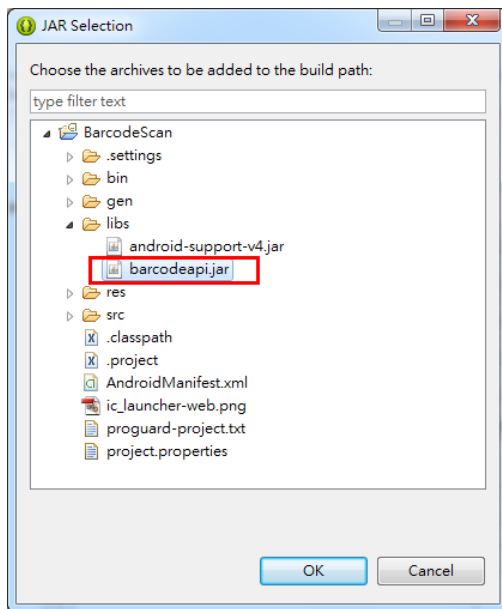 JAR Selection
Choose the archives to be added to the build path:
type filter text
BarcodeScan
.settings
bin
gen
libs
android-support-v4.jar
barcodeapi.jar
res
src
.classpath
.project
AndroidManifest.xml
ic_launcher-web.png
proguard-project.txt
project.properties
OK
Cancel